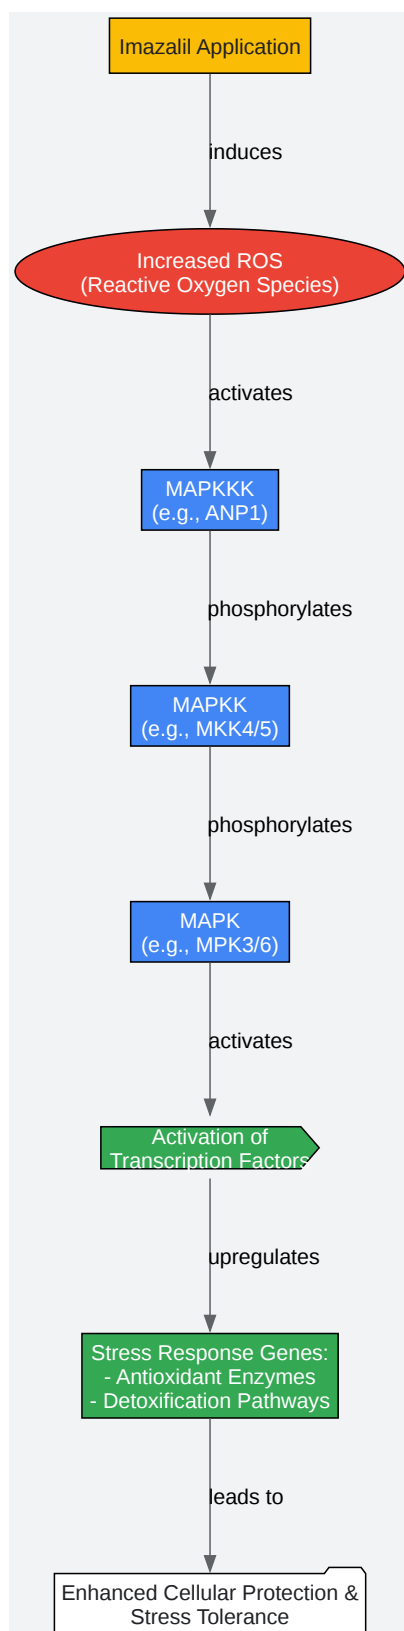 Imazalil Application
induces
Increased ROS
(Reactive Oxygen Species)
activates
MAPKKK
(e.g., ANP1)
phosphorylates
MAPKK
(e.g., MKK4/5)
phosphorylates
MAPK
(e.g., MPK3/6)
activates
Activation of
Transcription Factors
upregulates
Stress Response Genes:
- Antioxidant Enzymes
- Detoxification Pathways
leads to
Enhanced Cellular Protection &
Stress Tolerance